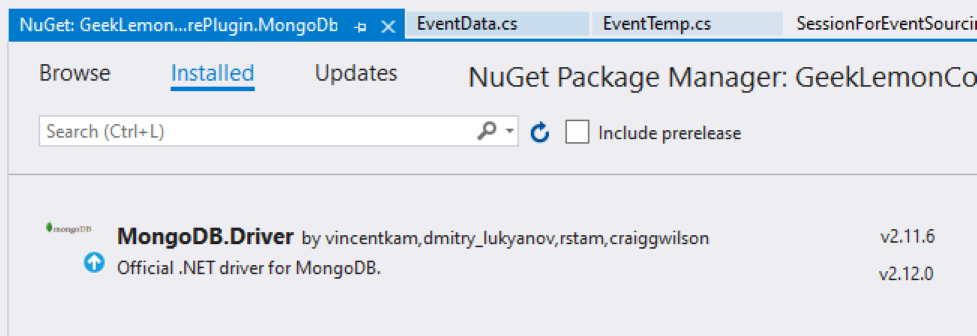 NuGet: GeekLemon...rePlugin.MongoDb
EventData.cs
EventTemp.cs
SessionForEventSourcin
Browse
Installed
Updates
NuGet Package Manager: GeekLemonCo
Search (Ctrl+L)
Include prerelease
mongoDB
MongoDB.Driver by vincentkam,dmitry_lukyanov,rstam,craiggwilson
v2.11.6
Official .NET driver for MongoDB.
v2.12.0